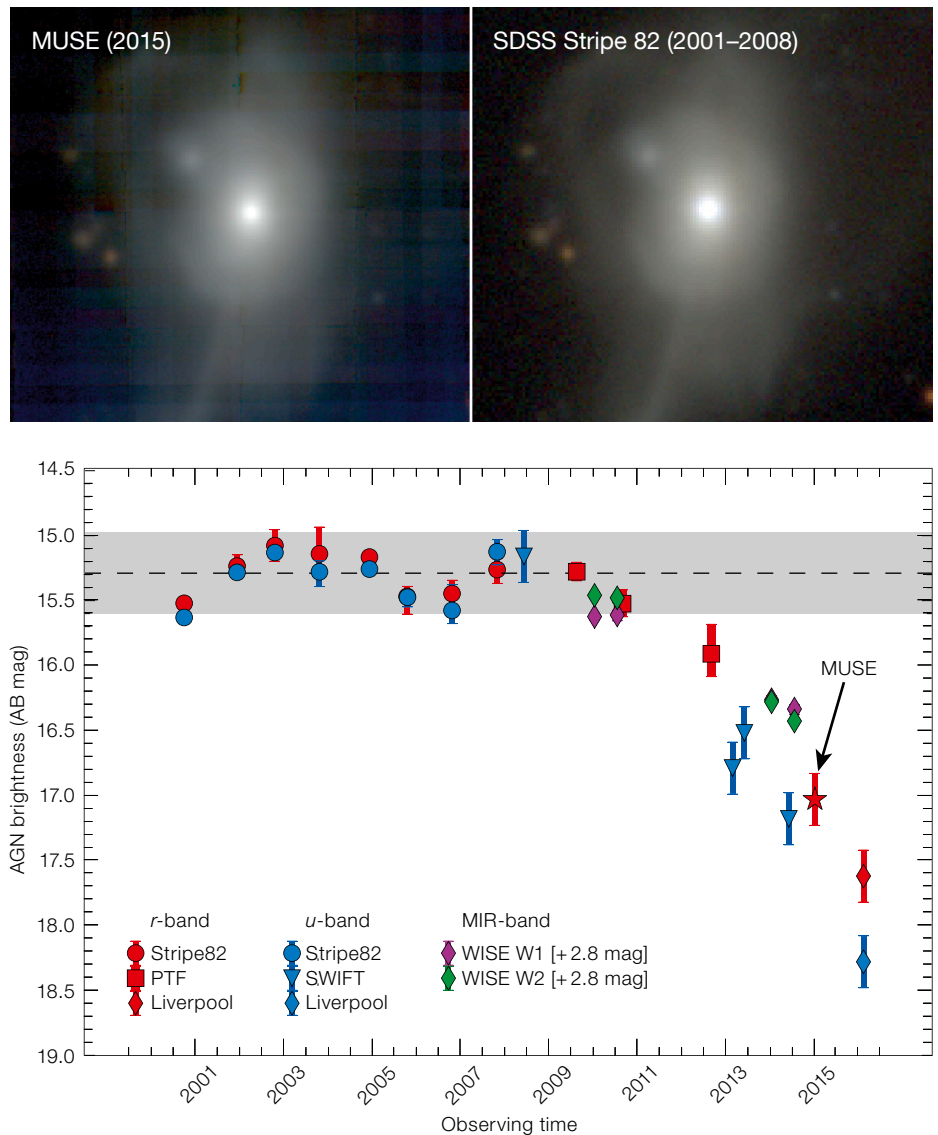 MUSE (2015)
SDSS Stripe 82 (2001–2008)
14.5
15.0
15.5
16.0
16.5
17.0
17.5
18.0
18.5
19.0
AGN brightness (AB mag)
MUSE
r-band
u-band
MIR-band
Stripe82
Stripe82
WISE W1 [+2.8 mag]
PTF
SWIFT
WISE W2 [+2.8 mag]
Liverpool
Liverpool
2001
2003
2005
2007
2009
2011
2013
2015
Observing time